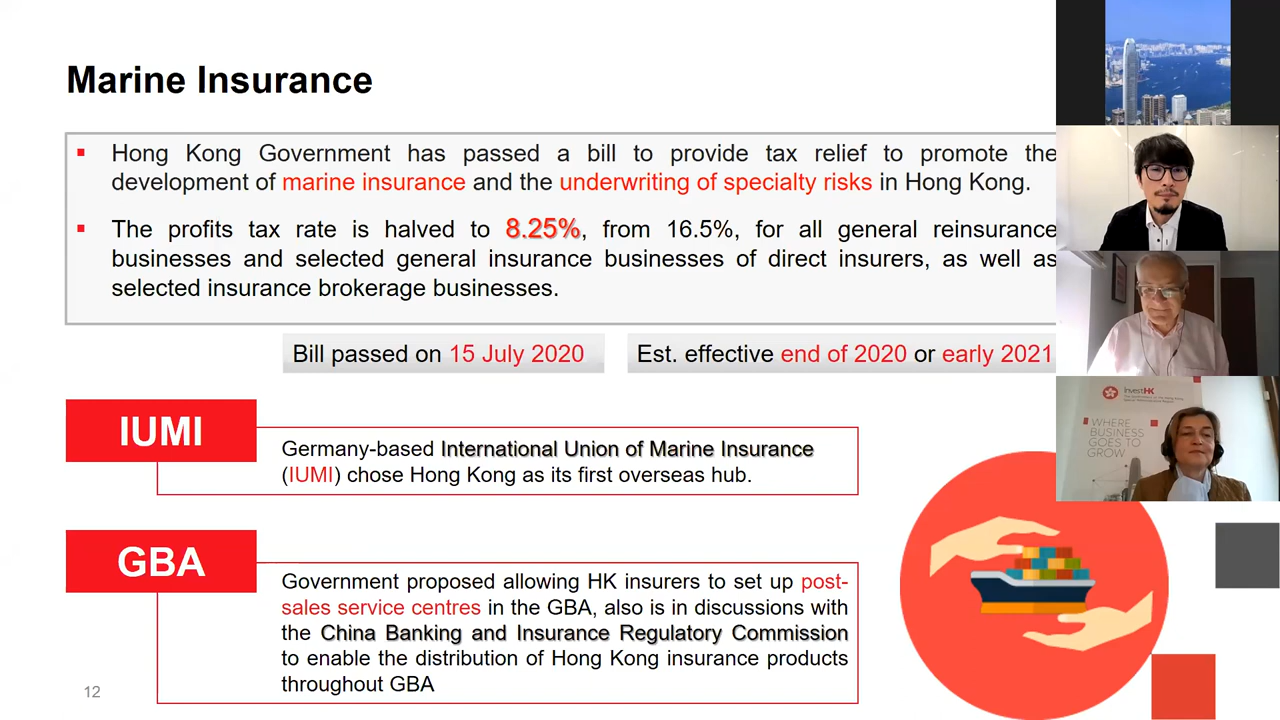 Marine Insurance
Hong Kong Government has passed a bill to provide tax relief to promote the
development of marine insurance and the underwriting of specialty risks in Hong Kong.
The profits tax rate is halved to 8.25%, from 16.5%, for all general reinsurance
businesses and selected general insurance businesses of direct insurers, as well as
selected insurance brokerage businesses.
Bill passed on 15 July 2020
Est. effective end of 2020 or early 2021
IUMI
Germany-based International Union of Marine Insurance
(IUMI) chose Hong Kong as its first overseas hub.
GBA
Government proposed allowing HK insurers to set up post-
sales service centres in the GBA, also is in discussions with
the China Banking and Insurance Regulatory Commission
to enable the distribution of Hong Kong insurance products
throughout GBA
12
InvestHK
WHERE
BUSINESS
GOES TO
GROW